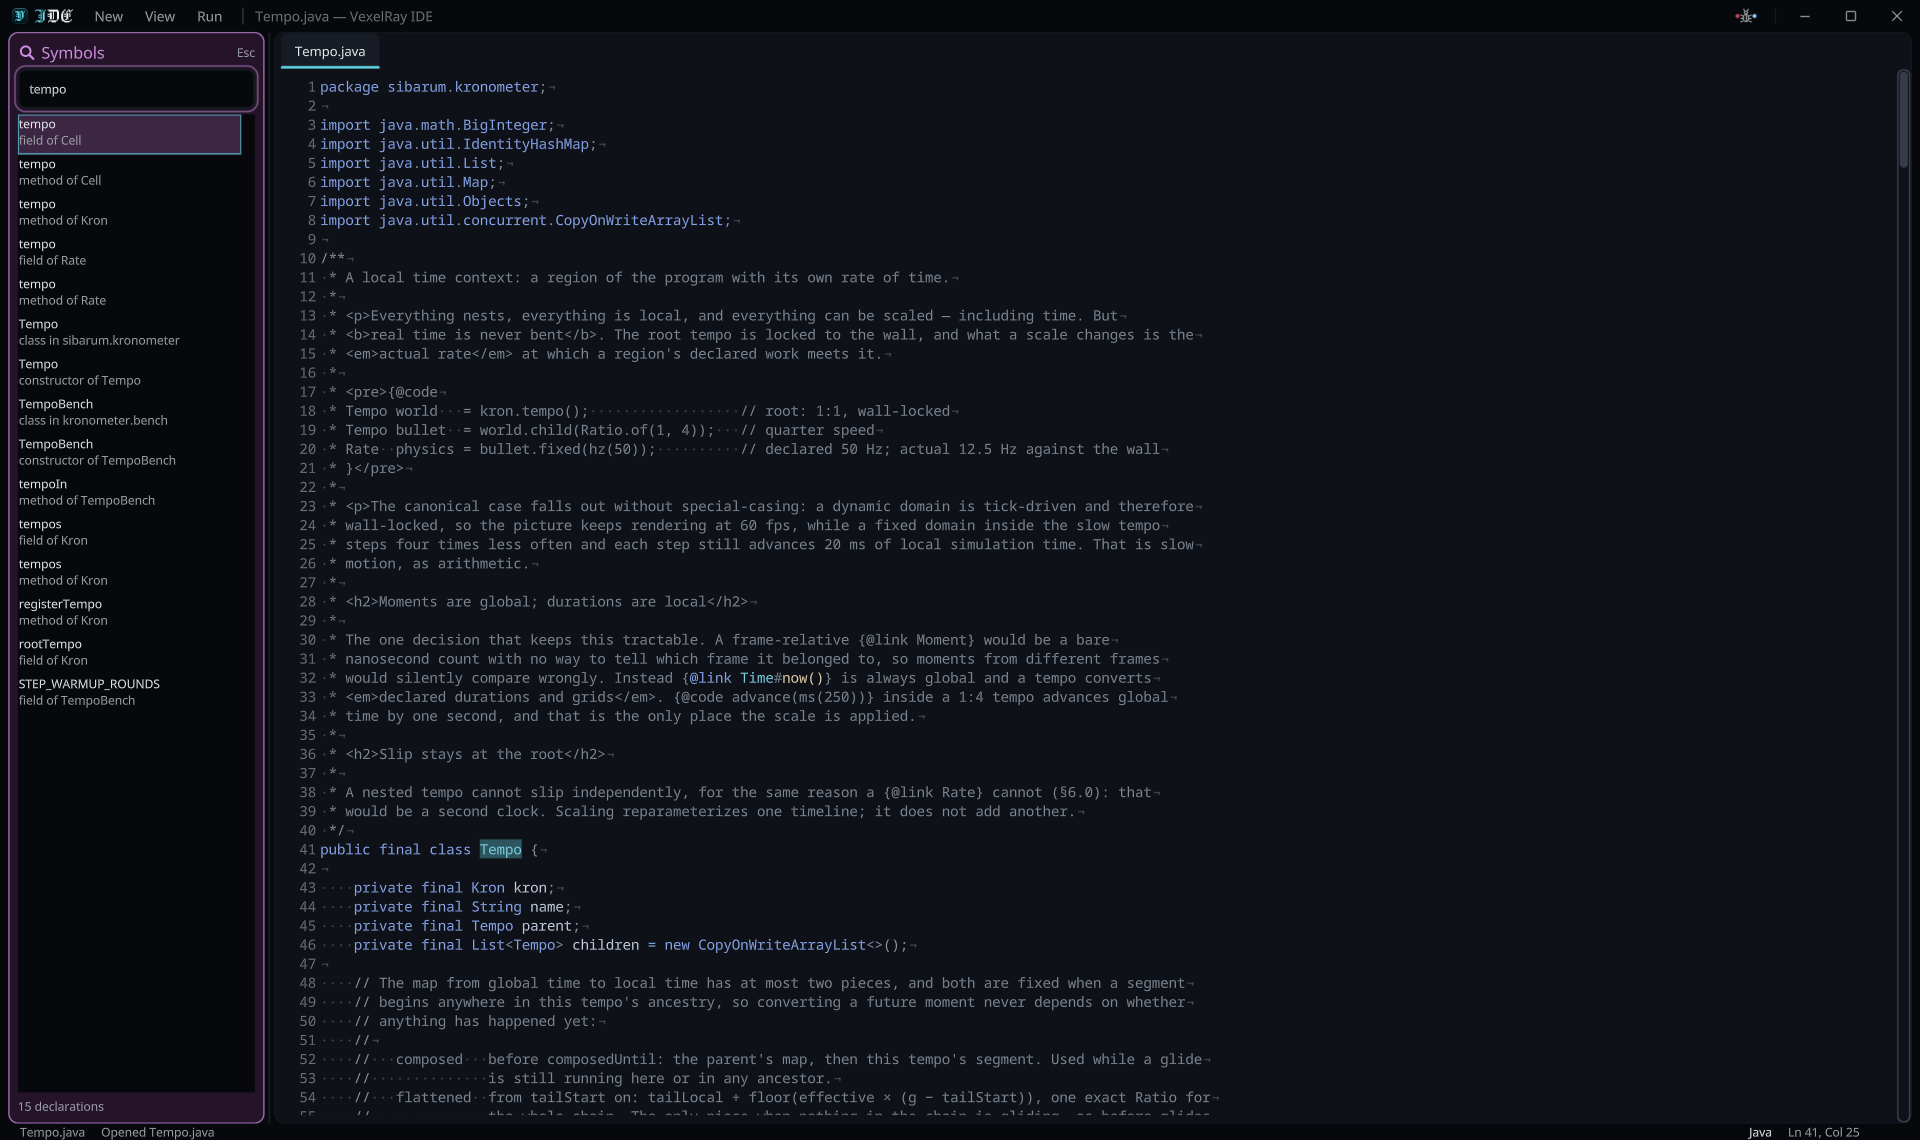 IDE New View Run Tempo.java — VexelRay IDE
Symbols Esc
tempo
tempo
field of Cell
tempo
method of Cell
tempo
method of Kron
tempo
field of Rate
tempo
method of Rate
Tempo
class in sibarum.kronometer
Tempo
constructor of Tempo
TempoBench
class in kronometer.bench
TempoBench
constructor of TempoBench
tempoIn
method of TempoBench
tempos
field of Kron
tempos
method of Kron
registerTempo
method of Kron
rootTempo
field of Kron
STEP_WARMUP_ROUNDS
field of TempoBench
15 declarations
Tempo.java
1 package sibarum.kronometer;¬
2 ¬
3 import java.math.BigInteger;¬
4 import java.util.IdentityHashMap;¬
5 import java.util.List;¬
6 import java.util.Map;¬
7 import java.util.Objects;¬
8 import java.util.concurrent.CopyOnWriteArrayList;¬
9 ¬
10 /**¬
11 ·* A local time context: a region of the program with its own rate of time.¬
12 ·*¬
13 ·* <p>Everything nests, everything is local, and everything can be scaled — including time. But¬
14 ·* <b>real time is never bent</b>. The root tempo is locked to the wall, and what a scale changes is the¬
15 ·* <em>actual rate</em> at which a region's declared work meets it.¬
16 ·*¬
17 ·* <pre>{@code¬
18 ·* Tempo world···= kron.tempo();··················// root: 1:1, wall-locked¬
19 ·* Tempo bullet··= world.child(Ratio.of(1, 4));···// quarter speed¬
20 ·* Rate··physics = bullet.fixed(hz(50));··········// declared 50 Hz; actual 12.5 Hz against the wall¬
21 ·* }</pre>¬
22 ·*¬
23 ·* <p>The canonical case falls out without special-casing: a dynamic domain is tick-driven and therefore¬
24 ·* wall-locked, so the picture keeps rendering at 60 fps, while a fixed domain inside the slow tempo¬
25 ·* steps four times less often and each step still advances 20 ms of local simulation time. That is slow¬
26 ·* motion, as arithmetic.¬
27 ·*¬
28 ·* <h2>Moments are global; durations are local</h2>¬
29 ·*¬
30 ·* The one decision that keeps this tractable. A frame-relative {@link Moment} would be a bare¬
31 ·* nanosecond count with no way to tell which frame it belonged to, so moments from different frames¬
32 ·* would silently compare wrongly. Instead {@link Time#now()} is always global and a tempo converts¬
33 ·* <em>declared durations and grids</em>. {@code advance(ms(250))} inside a 1:4 tempo advances global¬
34 ·* time by one second, and that is the only place the scale is applied.¬
35 ·*¬
36 ·* <h2>Slip stays at the root</h2>¬
37 ·*¬
38 ·* A nested tempo cannot slip independently, for the same reason a {@link Rate} cannot (§6.0): that¬
39 ·* would be a second clock. Scaling reparameterizes one timeline; it does not add another.¬
40 ·*/¬
41 public final class Tempo {¬
42 ¬
43 ····private final Kron kron;¬
44 ····private final String name;¬
45 ····private final Tempo parent;¬
46 ····private final List<Tempo> children = new CopyOnWriteArrayList<>();¬
47 ¬
48 ····// The map from global time to local time has at most two pieces, and both are fixed when a segment¬
49 ····// begins anywhere in this tempo's ancestry, so converting a future moment never depends on whether¬
50 ····// anything has happened yet:¬
51 ····//¬
52 ····//···composed···before composedUntil: the parent's map, then this tempo's segment. Used while a glide¬
53 ····//··············is still running here or in any ancestor.¬
54 ····//···flattened··from tailStart on: tailLocal + floor(effective × (g − tailStart)), one exact Ratio for¬
55 ····//··············the whole chain. The only piece when nothing in the chain is gliding, as before glides
Tempo.java Opened Tempo.java Java Ln 41, Col 25